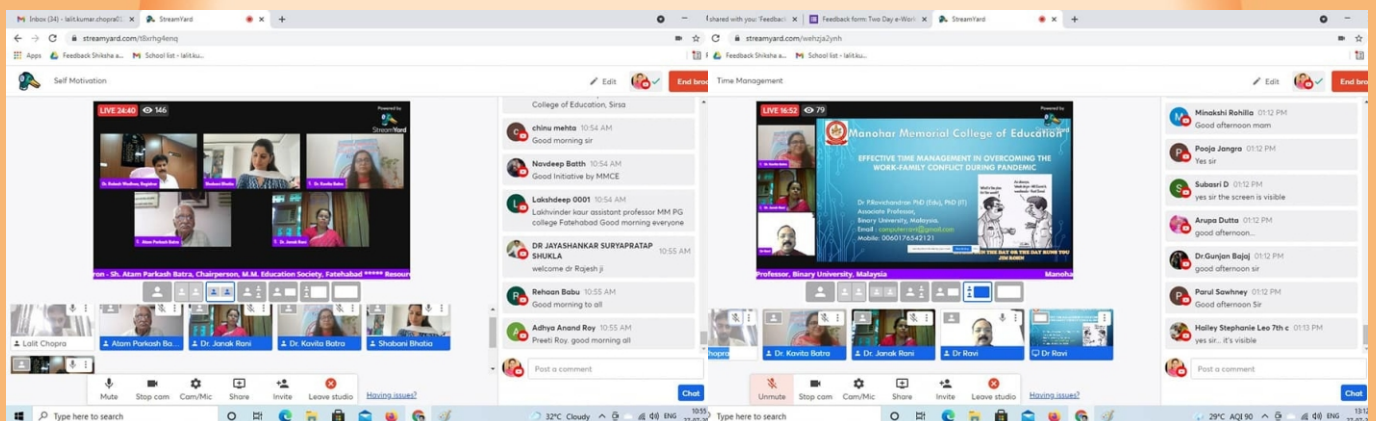 Inbox (34) - lalit.kumar.chopra0
StreamYard
streamyard.com/t8xrhg4enq
Apps
Feedback Shiksha a...
School list - lalitku...
Self Motivation
Edit
End bro
LIVE 24:40
146
Powered by
StreamYard
Shabani Bhatia
Dr. Kavita Batra
Atam Parkash Batra
Dr. Janak Rani
ron - Sh. Atam Parkash Batra, Chairperson, M.M. Education Society, Fatehabad ***** Resour
Lalit Chopra
Atam Parkash Ba...
Dr. Janak Rani
Dr. Kavita Batra
Shabani Bhatia
Mute
Stop cam
Cam/Mic
Share
Invite
Leave studio
Having issues?
College of Education, Sirsa
chinu mehta 10:54 AM
Good morning sir
Navdeep Batth 10:54 AM
Good Initiative by MMCE
Lakshdeep 0001 10:54 AM
Lakhvinder kaur assistant professor MM PG
college Fatehabad Good morning everyone
DR JAYASHANKAR SURYAPRATAP
SHUKLA 10:55 AM
welcome dr Rajesh ji
Rehaan Babu 10:55 AM
Good morning to all
Adhya Anand Roy 10:55 AM
Preeti Roy, good morning all
Post a comment
Chat
Type here to search
32°C Cloudy
ENG
10:55
shared with you: 'Feedbac
Feedback form: Two Day e-Work
StreamYard
streamyard.com/wehzja2ynh
Feedback Shiksha a...
School list - lalitku...
Time Management
Edit
End bro
LIVE 16:52
79
Powered by
Manohar Memorial College of Education
EFFECTIVE TIME MANAGEMENT IN OVERCOMING THE
WORK-FAMILY CONFLICT DURING PANDEMIC
Dr P.Ravichandran PhD (Edu), PhD (IT)
Associate Professor,
Binary University, Malaysia.
Mobile: 0060176542121
JIM ROHN
Professor, Binary University, Malaysia
Manoha
hopra
Dr. Kavita Batra
Dr. Janak Rani
Dr Ravi
Dr Ravi
Unmute
Stop cam
Cam/Mic
Share
Invite
Leave studio
Having issues?
Minakshi Rohilla 01:12 PM
Good afternoon mam
Pooja Jangra 01:12 PM
Yes sir
Subasri D 01:12 PM
yes sir the screen is visible
Arupa Dutta 01:12 PM
good afternoon...
Dr.Gunjan Bajaj 01:12 PM
good afternoon sir
Parul Sawhney 01:12 PM
Good afternoon Sir
Hailey Stephanie Leo 7th c 01:13 PM
yes sir... it's visible
Post a comment
Chat
Type here to search
29°C AQI 90
ENG
13:12